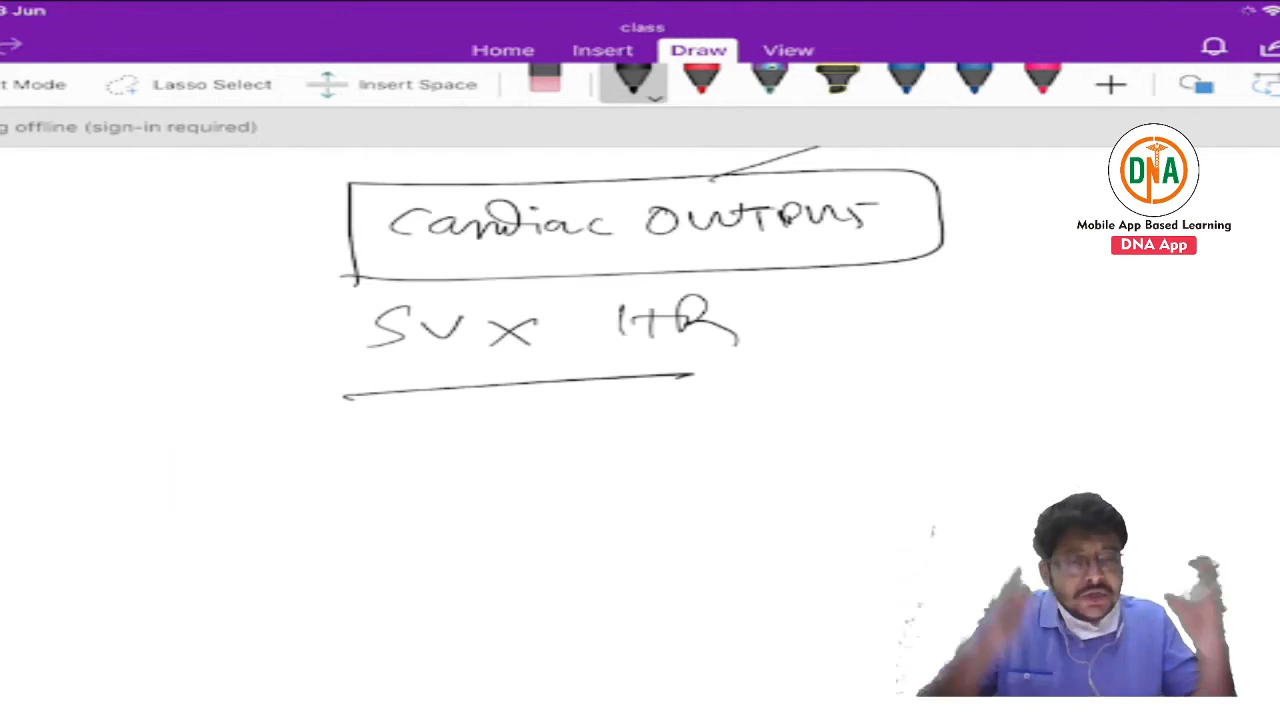 3 Jun
class
Home Insert Draw View
t Mode Lasso Select Insert Space
g offline (sign-in required)
DNA
Mobile App Based Learning
DNA App
Cardiac OUTPUT
SV X HR